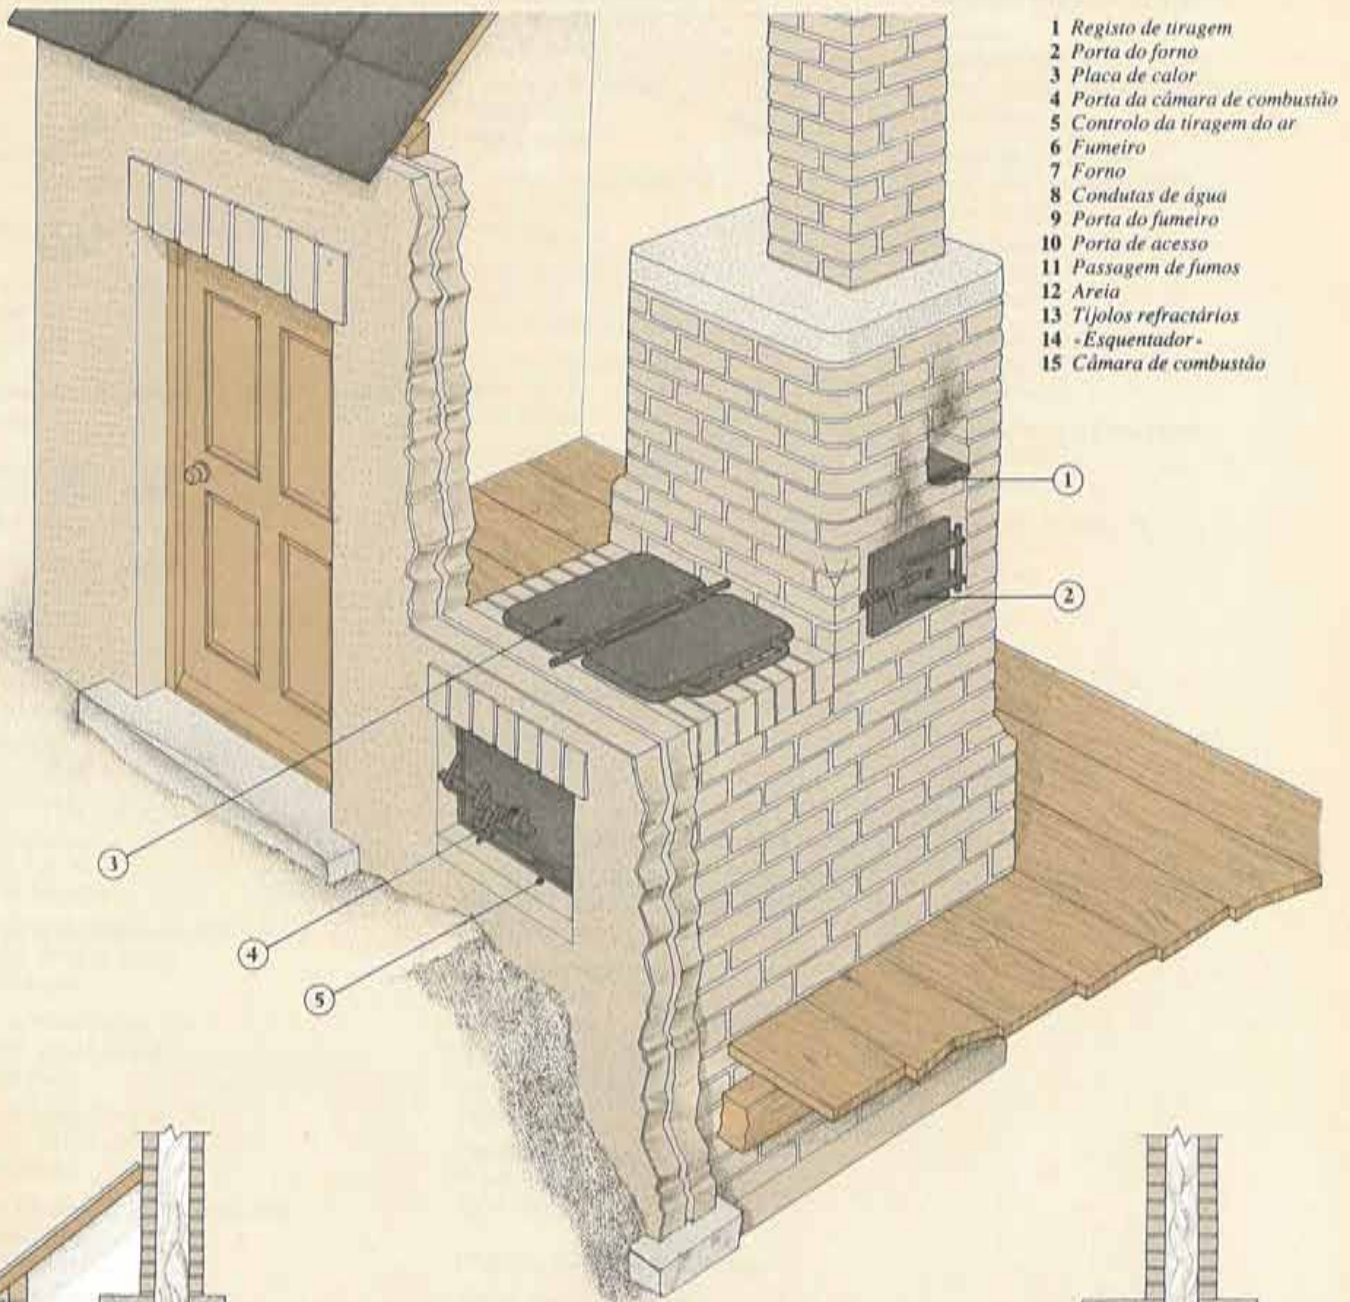 1 Registo de tiragem
2 Porta do forno
3 Placa de calor
4 Porta da câmara de combustão
5 Controlo da tiragem do ar
6 Fumeiro
7 Forno
8 Condutas de água
9 Porta do fumeiro
10 Porta de acesso
11 Passagem de fumos
12 Areia
13 Tijolos refractários
14 «Esquentador»
15 Câmara de combustão
1
2
3
4
5